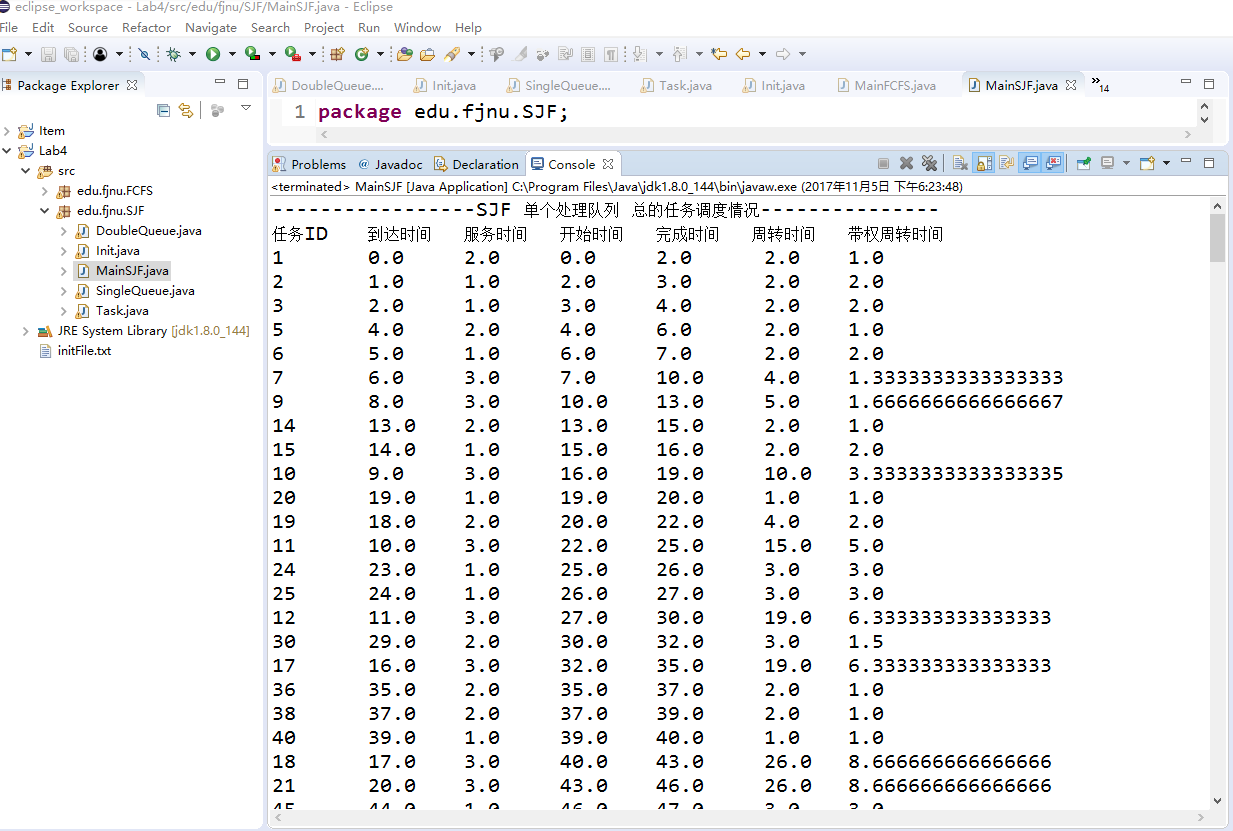 eclipse_workspace - Lab4/src/edu/fjnu/SJF/MainSJF.java - Eclipse
File Edit Source Refactor Navigate Search Project Run Window Help
Package Explorer
Item
Lab4
src
edu.fjnu.FCFS
edu.fjnu.SJF
DoubleQueue.java
Init.java
MainSJF.java
SingleQueue.java
Task.java
JRE System Library [jdk1.8.0_144]
initFile.txt
DoubleQueue.... Init.java SingleQueue.... Task.java Init.java MainFCFS.java MainSJF.java »14
1 package edu.fjnu.SJF;
Problems @ Javadoc Declaration Console
<terminated> MainSJF [Java Application] C:\Program Files\Java\jdk1.8.0_144\bin\javaw.exe (2017年11月5日 下午6:23:48)
-----------------SJF 单个处理队列 总的任务调度情况---------------
任务ID 到达时间 服务时间 开始时间 完成时间 周转时间 带权周转时间
1 0.0 2.0 0.0 2.0 2.0 1.0
2 1.0 1.0 2.0 3.0 2.0 2.0
3 2.0 1.0 3.0 4.0 2.0 2.0
5 4.0 2.0 4.0 6.0 2.0 1.0
6 5.0 1.0 6.0 7.0 2.0 2.0
7 6.0 3.0 7.0 10.0 4.0 1.3333333333333333
9 8.0 3.0 10.0 13.0 5.0 1.6666666666666667
14 13.0 2.0 13.0 15.0 2.0 1.0
15 14.0 1.0 15.0 16.0 2.0 2.0
10 9.0 3.0 16.0 19.0 10.0 3.3333333333333335
20 19.0 1.0 19.0 20.0 1.0 1.0
19 18.0 2.0 20.0 22.0 4.0 2.0
11 10.0 3.0 22.0 25.0 15.0 5.0
24 23.0 1.0 25.0 26.0 3.0 3.0
25 24.0 1.0 26.0 27.0 3.0 3.0
12 11.0 3.0 27.0 30.0 19.0 6.333333333333333
30 29.0 2.0 30.0 32.0 3.0 1.5
17 16.0 3.0 32.0 35.0 19.0 6.333333333333333
36 35.0 2.0 35.0 37.0 2.0 1.0
38 37.0 2.0 37.0 39.0 2.0 1.0
40 39.0 1.0 39.0 40.0 1.0 1.0
18 17.0 3.0 40.0 43.0 26.0 8.666666666666666
21 20.0 3.0 43.0 46.0 26.0 8.666666666666666
45 44.0 1.0 46.0 47.0 3.0 3.0